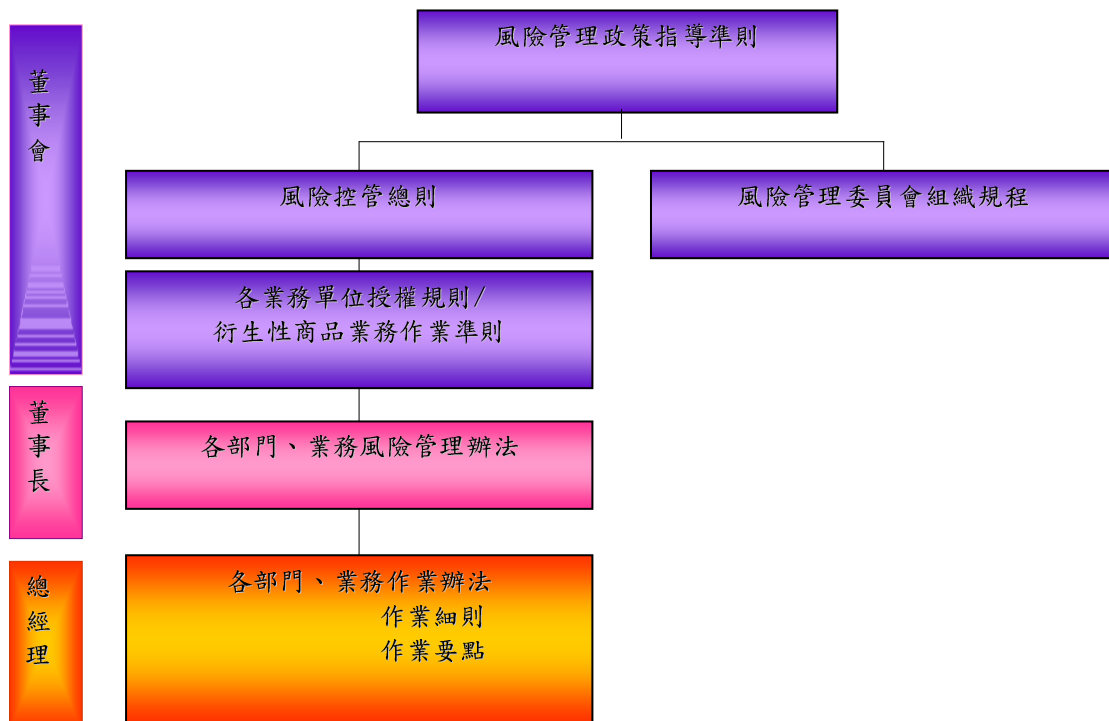 董事會
風險管理政策指導準則
風險控管總則
風險管理委員會組織規程
各業務單位授權規則/
衍生性商品業務作業準則
董事長
各部門、業務風險管理辦法
總經理
各部門、業務作業辦法
作業細則
作業要點